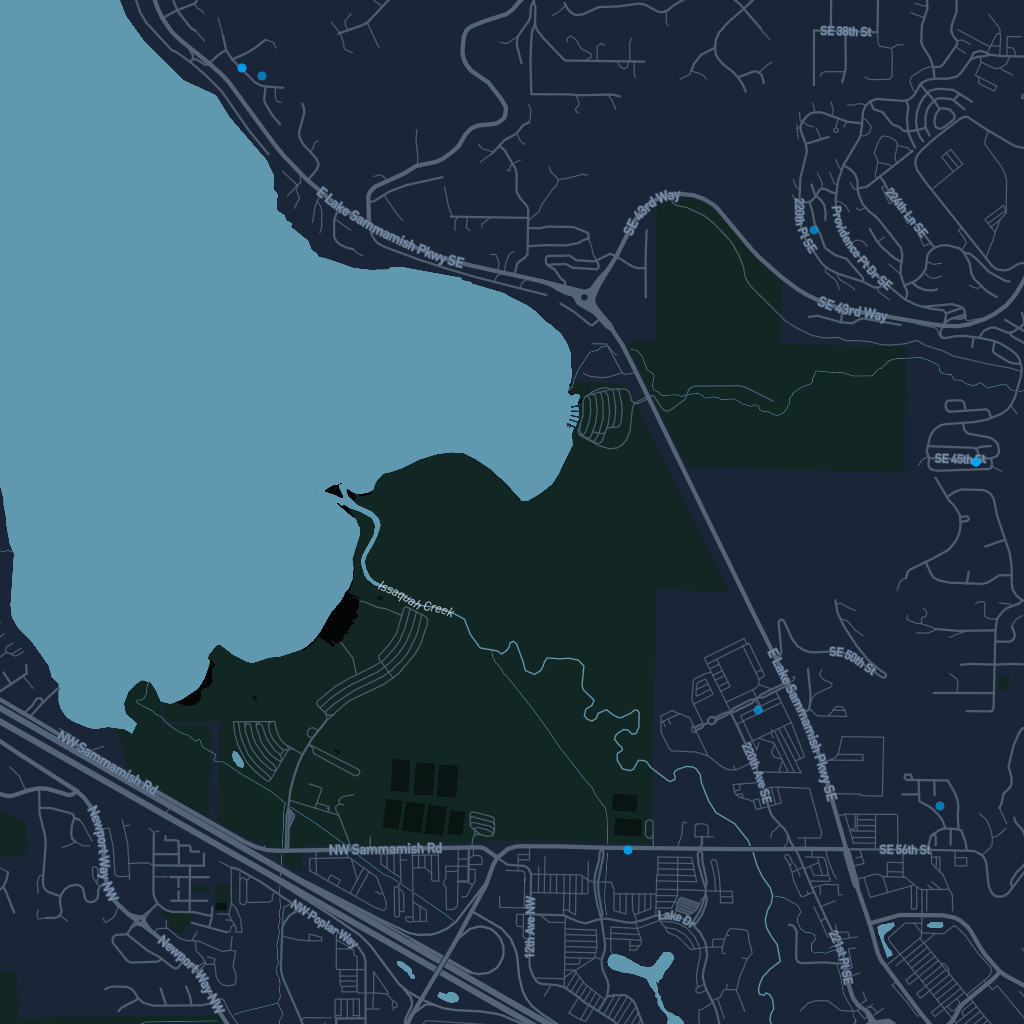 SE 38th St
E Lake Sammamish Pkwy SE
SE 43rd Way
220th Pl SE
Providence Pt Dr SE
224th Ln SE
SE 43rd Way
SE 45th St
Issaquah Creek
SE 50th St
E Lake Sammamish Pkwy SE
220th Ave SE
NW Sammamish Rd
Newport Way NW
NW Sammamish Rd
SE 56th St
NW Poplar Way
12th Ave NW
Lake Dr
221st Pl SE
Newport Way NW